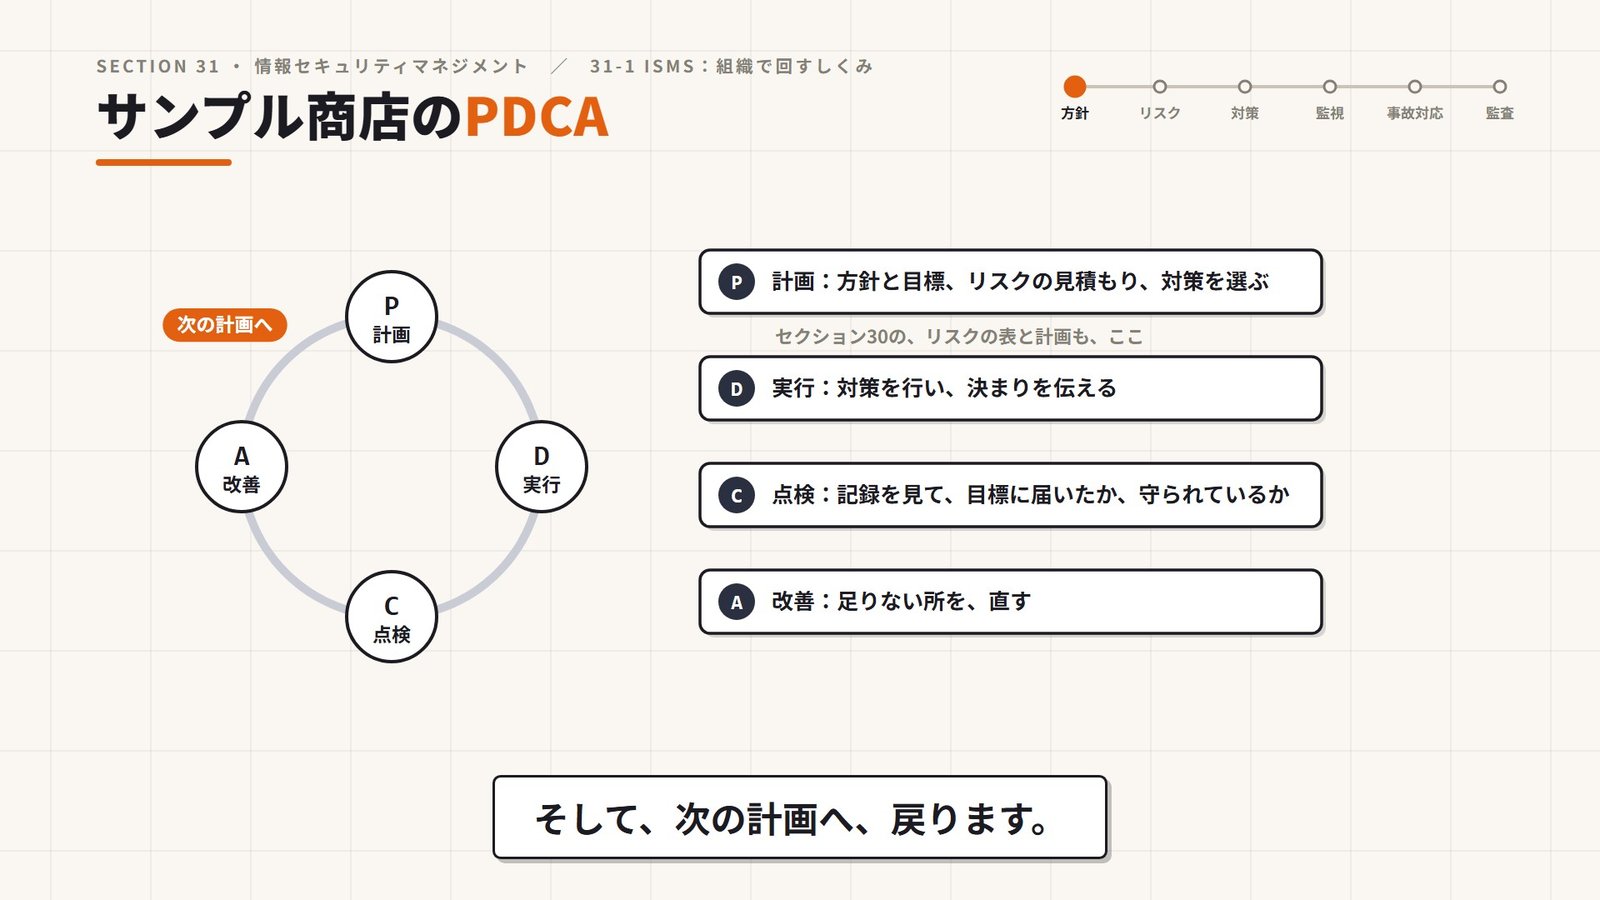 SECTION 31 ・ 情報セキュリティマネジメント ／ 31-1 ISMS：組織で回すしくみ
サンプル商店のPDCA
方針
リスク
対策
監視
事故対応
監査
次の計画へ
P
計画
A
改善
D
実行
C
点検
P 計画：方針と目標、リスクの見積もり、対策を選ぶ
セクション30の、リスクの表と計画も、ここ
D 実行：対策を行い、決まりを伝える
C 点検：記録を見て、目標に届いたか、守られているか
A 改善：足りない所を、直す
そして、次の計画へ、戻ります。